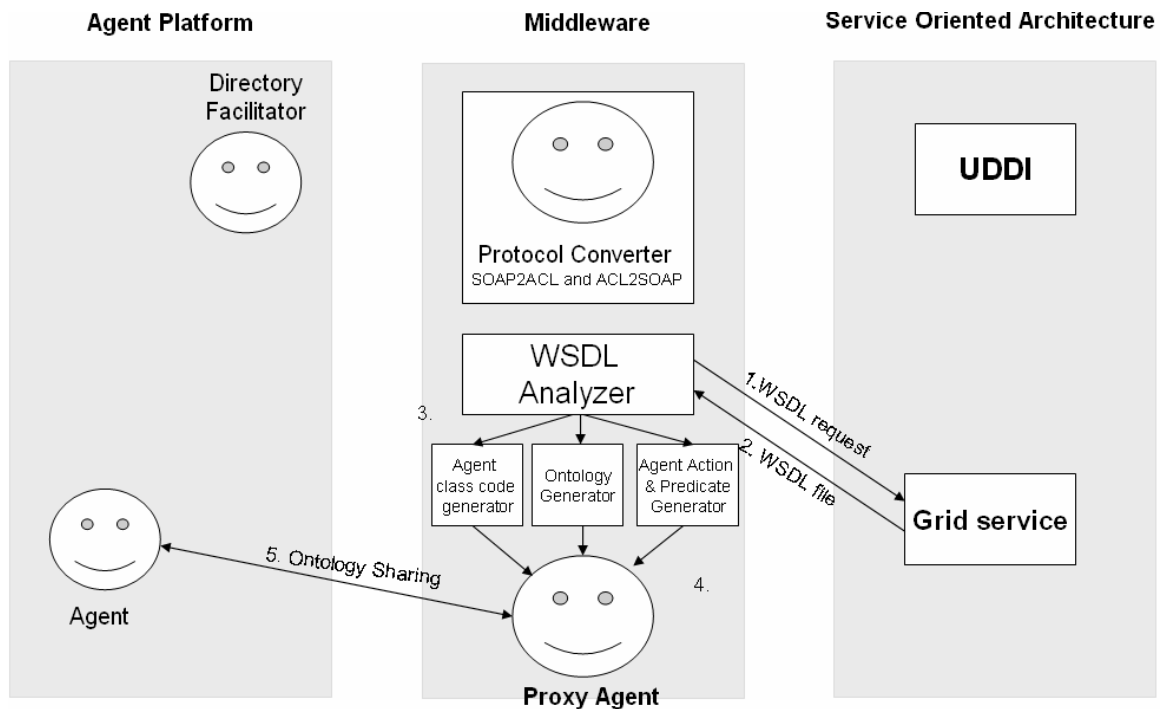 Agent Platform
Middleware
Service Oriented Architecture
Directory
Facilitator
UDDI
Protocol Converter
SOAP2ACL and ACL2SOAP
WSDL
Analyzer
1.WSDL request
2. WSDL file
3.
Agent
class code
generator
Ontology
Generator
Agent Action
& Predicate
Generator
Grid service
5. Ontology Sharing
4.
Agent
Proxy Agent